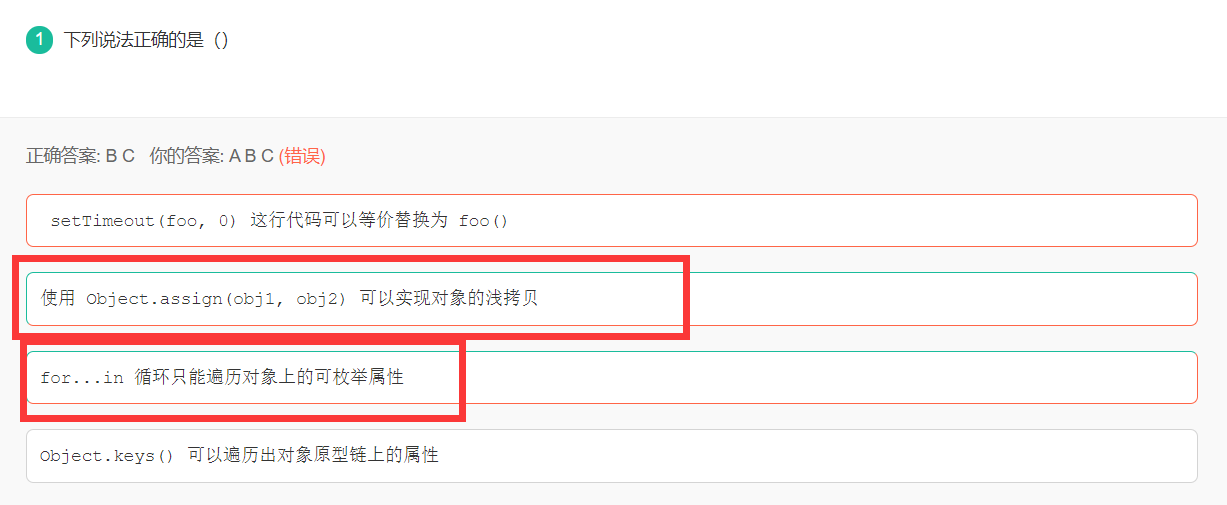 1 下列说法正确的是（）
正确答案: B C 你的答案: A B C (错误)
setTimeout(foo, 0) 这行代码可以等价替换为 foo()
使用 Object.assign(obj1, obj2) 可以实现对象的浅拷贝
for...in 循环只能遍历对象上的可枚举属性
Object.keys() 可以遍历出对象原型链上的属性